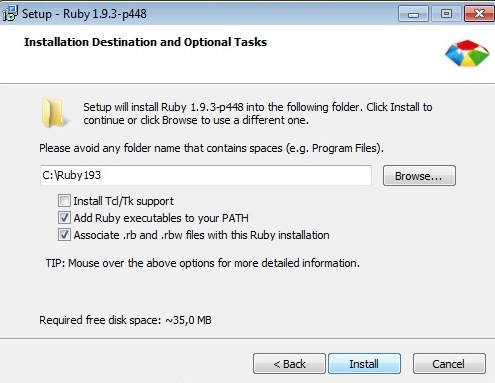 Setup - Ruby 1.9.3-p448
Installation Destination and Optional Tasks
Setup will install Ruby 1.9.3-p448 into the following folder. Click Install to
continue or click Browse to use a different one.
Please avoid any folder name that contains spaces (e.g. Program Files).
C:\Ruby193
Browse...
Install Tcl/Tk support
Add Ruby executables to your PATH
Associate .rb and .rbw files with this Ruby installation
TIP: Mouse over the above options for more detailed information.
Required free disk space: ~35,0 MB
< Back
Install
Cancel